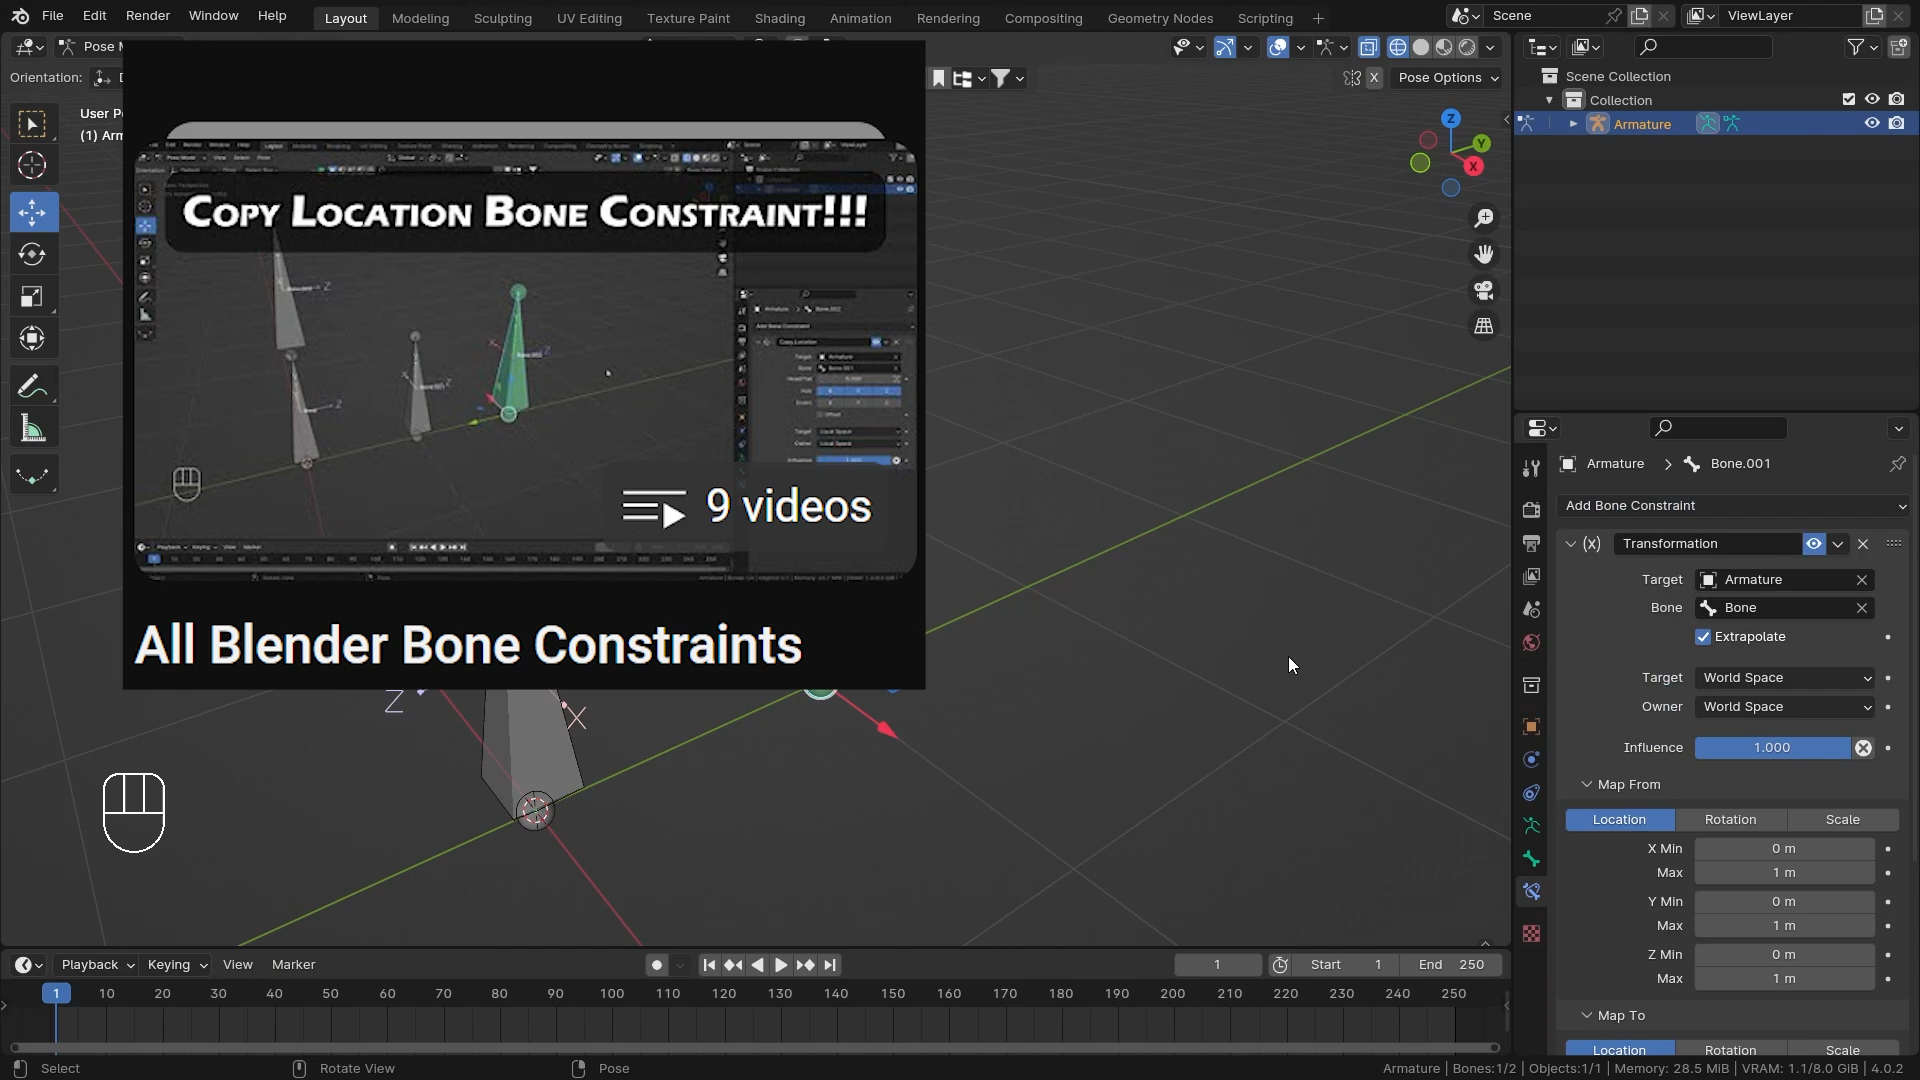 File Edit Render Window Help
Layout Modeling Sculpting UV Editing Texture Paint Shading Animation Rendering Compositing Geometry Nodes Scripting +
Scene
ViewLayer
Pose M
Orientation:
X Pose Options
User Pe
(1) Arm
Scene Collection
Collection
Armature
Z
Y
X
Copy Location Bone Constraint!!!
9 videos
All Blender Bone Constraints
Z
X
Armature > Bone.001
Add Bone Constraint
Transformation
Target Armature
Bone Bone
Extrapolate
Target World Space
Owner World Space
Influence 1.000
Map From
Location Rotation Scale
X Min 0 m
Max 1 m
Y Min 0 m
Max 1 m
Z Min 0 m
Max 1 m
Map To
Location Rotation Scale
Playback Keying View Marker
1 Start 1 End 250
1 10 20 30 40 50 60 70 80 90 100 110 120 130 140 150 160 170 180 190 200 210 220 230 240 250
Select Rotate View Pose
Armature | Bones:1/2 | Objects:1/1 | Memory: 28.5 MiB | VRAM: 1.1/8.0 GiB | 4.0.2